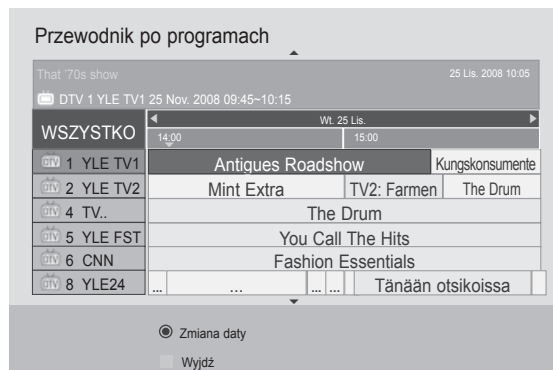 Przewodnik po programach
That '70s show
25 Lis. 2008 10:05
DTV 1 YLE TV1 25 Nov. 2008 09:45~10:15
WSZYSTKO
Wt. 25 Lis.
14:00 15:00
DTV 1 YLE TV1 Antigues Roadshow Kungskonsumente
DTV 2 YLE TV2 Mint Extra TV2: Farmen The Drum
DTV 4 TV.. The Drum
DTV 5 YLE FST You Call The Hits
DTV 6 CNN Fashion Essentials
DTV 8 YLE24 ... ... ... ... Tänään otsikoissa
Zmiana daty
Wyjdź